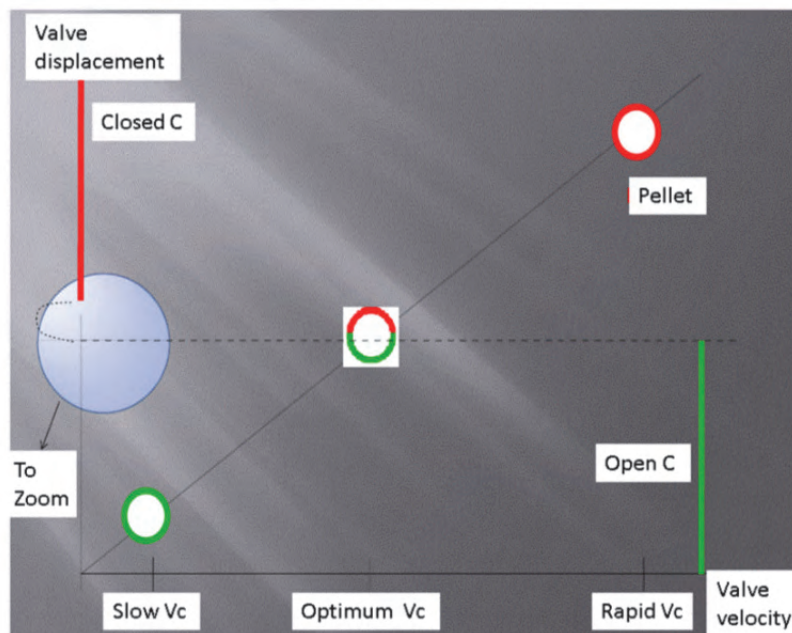 Valve
displacement
Closed C
Pellet
Open C
To
Zoom
Slow Vc
Optimum Vc
Rapid Vc
Valve
velocity